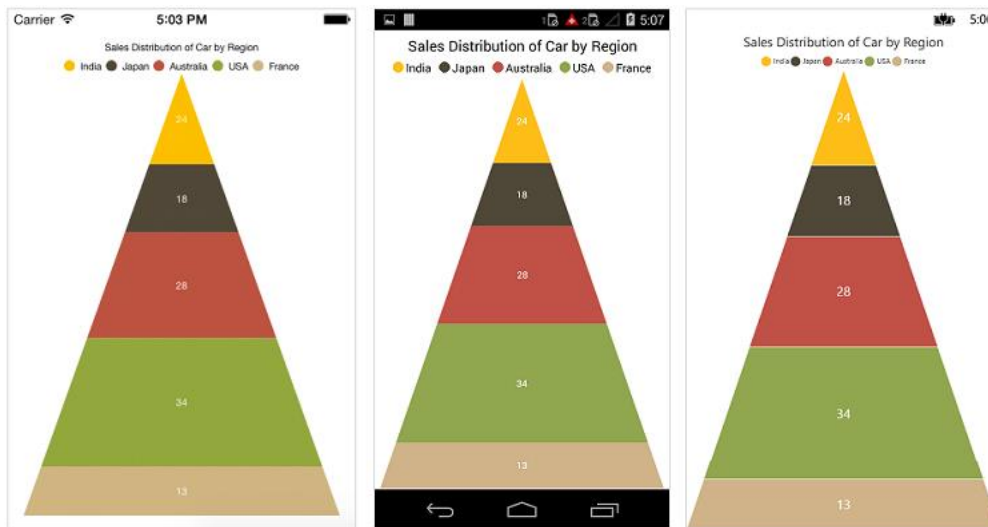 Carrier 5:03 PM
Sales Distribution of Car by Region
India Japan Australia USA France
24
18
28
34
13
1 2 5:07
Sales Distribution of Car by Region
India Japan Australia USA France
24
18
28
34
13
Sales Distribution of Car by Region
India Japan Australia USA France
24
18
28
34
13